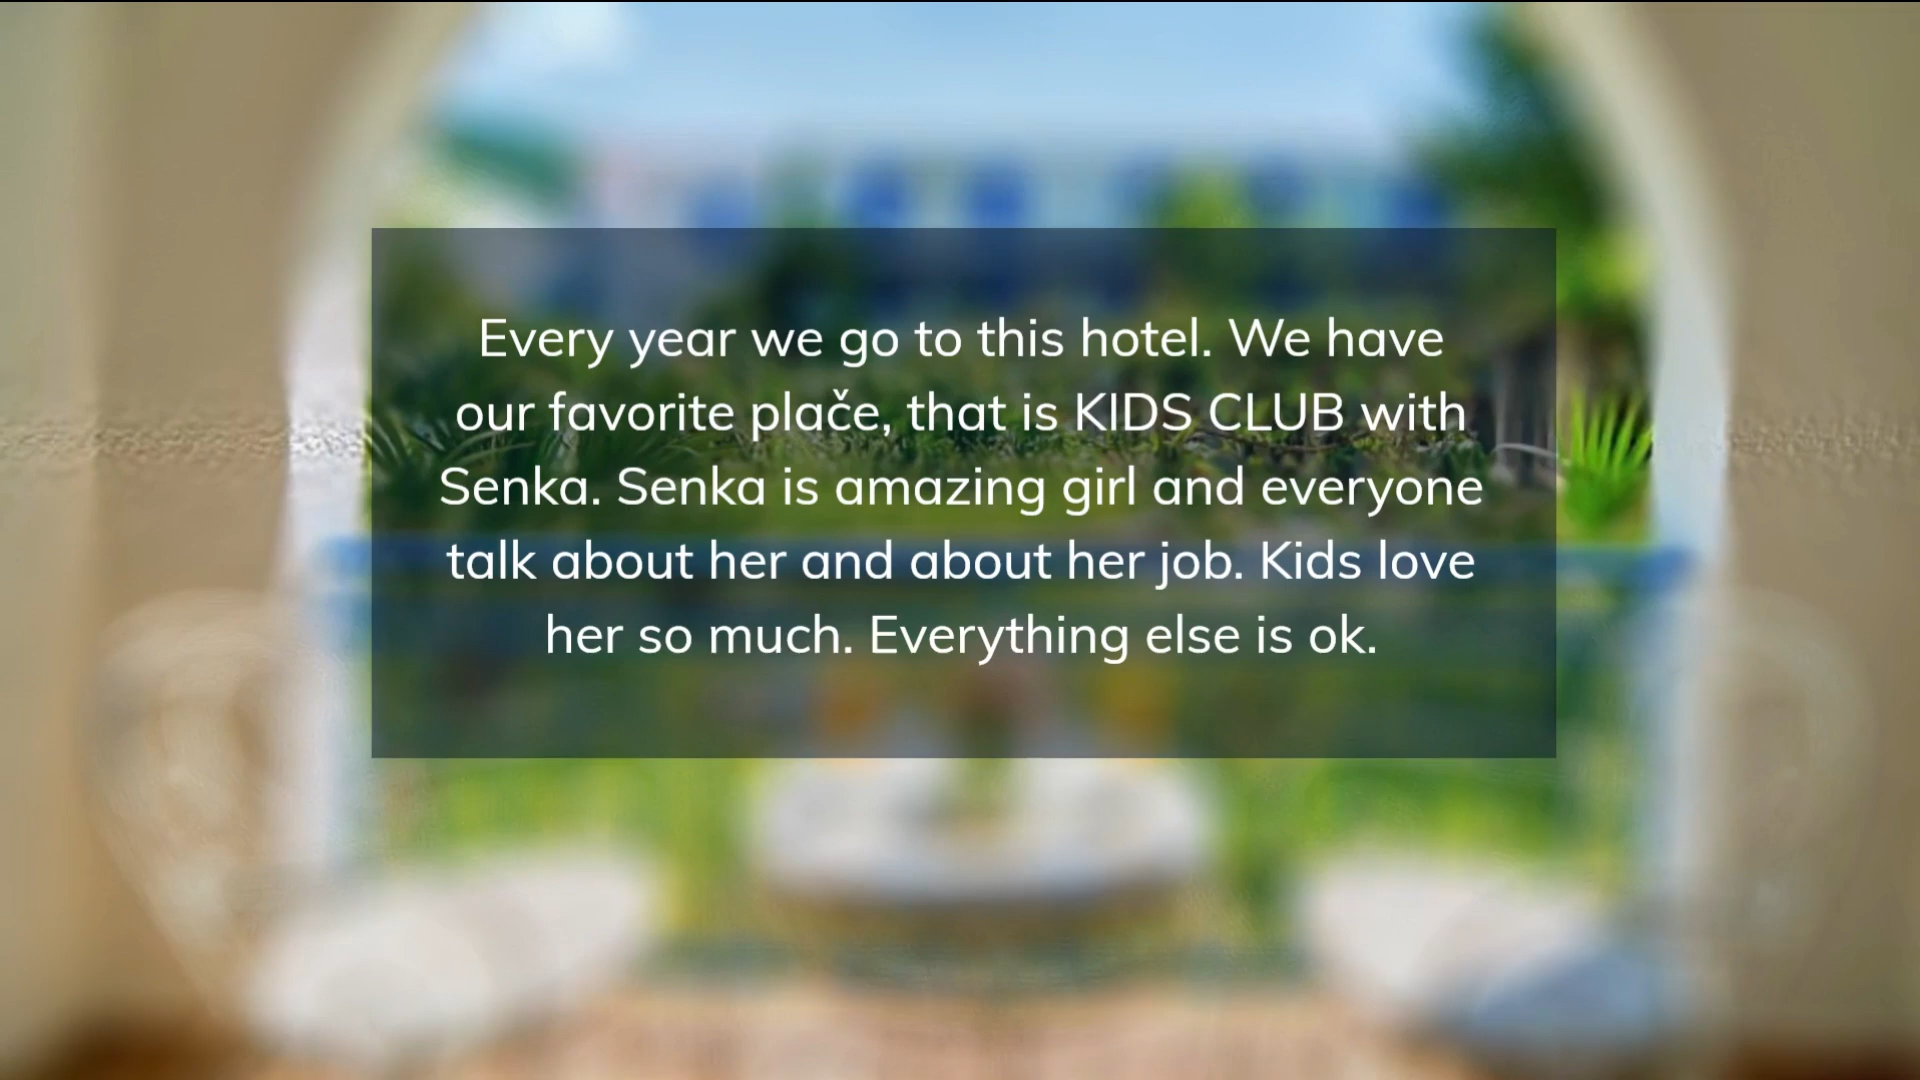 Every year we go to this hotel. We have
our favorite plače, that is KIDS CLUB with
Senka. Senka is amazing girl and everyone
talk about her and about her job. Kids love
her so much. Everything else is ok.